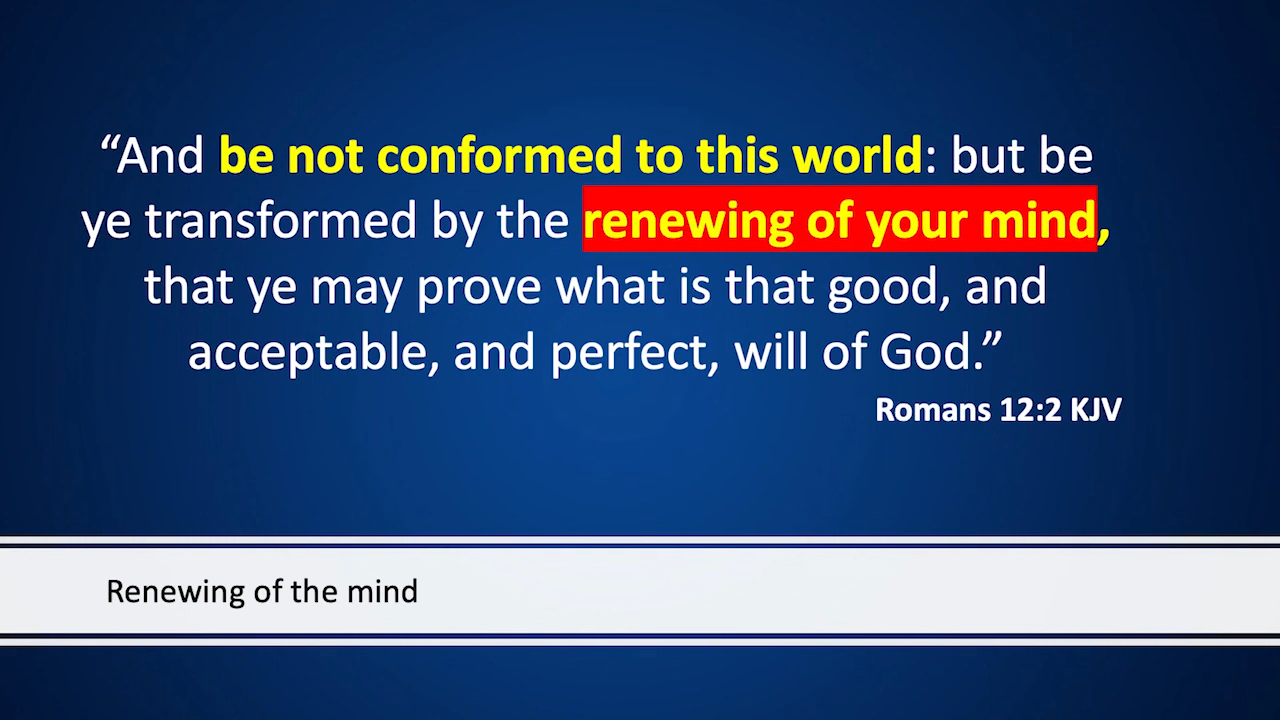 “And be not conformed to this world: but be
ye transformed by the renewing of your mind,
that ye may prove what is that good, and
acceptable, and perfect, will of God.”
Romans 12:2 KJV
Renewing of the mind